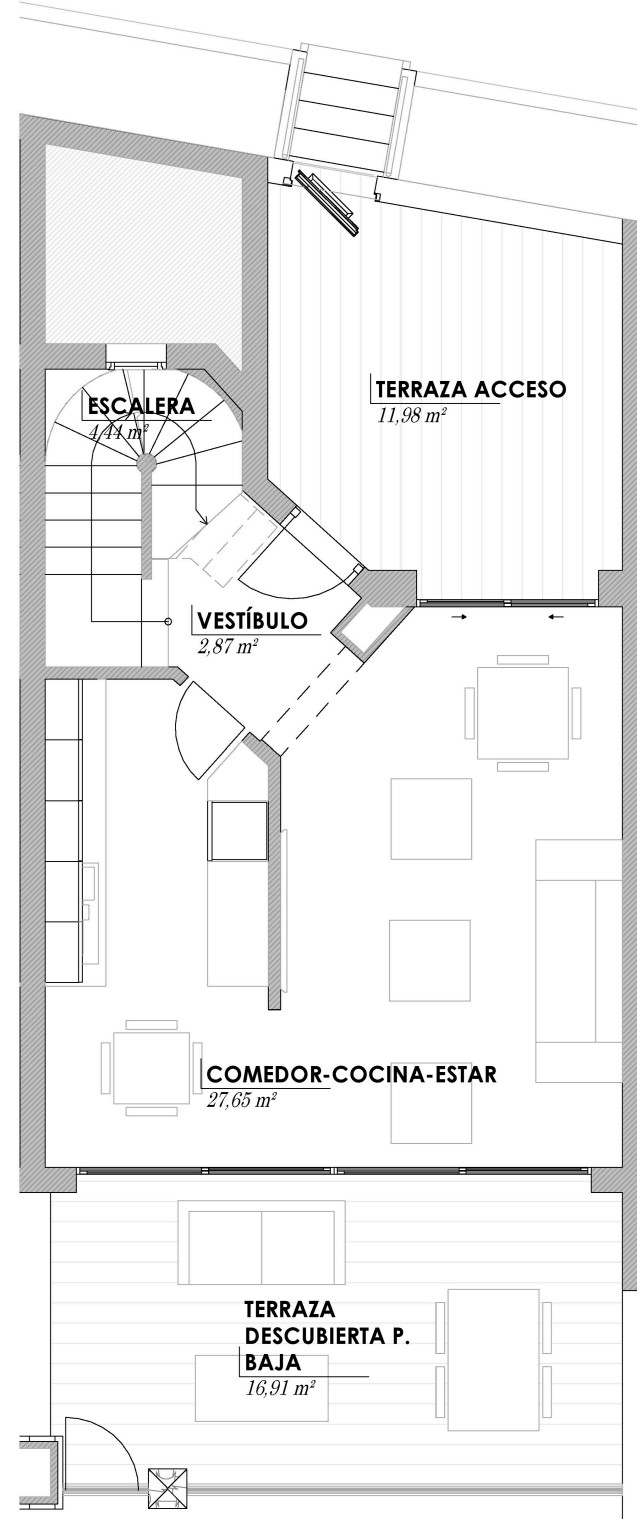 TERRAZA ACCESO
11,98 m²
ESCALERA
4,44 m²
VESTÍBULO
2,87 m²
COMEDOR-COCINA-ESTAR
27,65 m²
TERRAZA
DESCUBIERTA P.
BAJA
16,91 m²